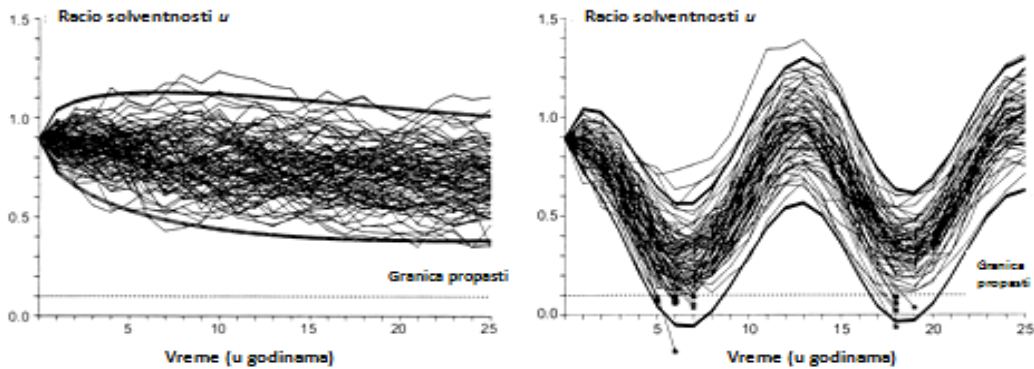 Racio solventnosti u
1.5
1.0
0.5
0.0
Granica propasti
5
10
15
20
25
Vreme (u godinama)
Racio solventnosti u
1.5
1.0
0.5
0.0
Granica
propasti
5
10
15
20
25
Vreme (u godinama)